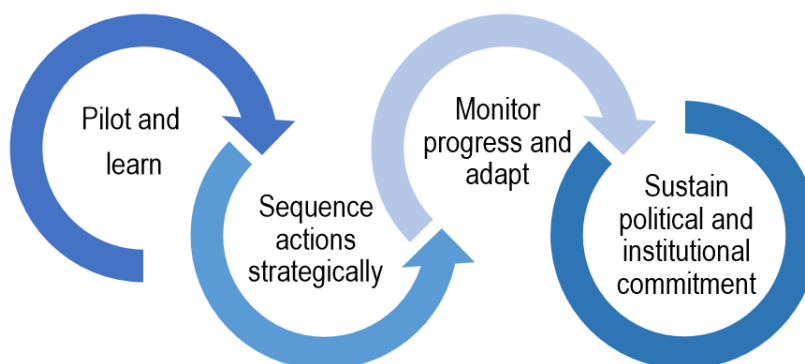 Pilot and
learn
Sequence
actions
strategically
Monitor
progress and
adapt
Sustain
political and
institutional
commitment